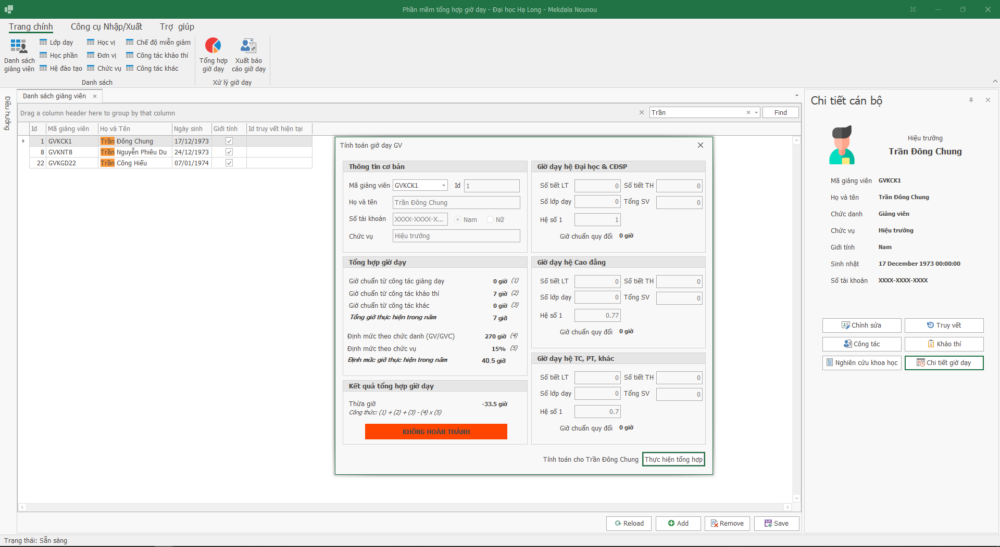 Phần mềm tổng hợp giờ dạy - Đại học Hạ Long - Mekdala Nounou
Trang chính Công cụ Nhập/Xuất Trợ giúp
Danh sách giảng viên
Lớp dạy
Học phần
Hệ đào tạo
Học vị
Đơn vị
Chức vụ
Chế độ miễn giảm
Công tác khảo thí
Công tác khác
Danh sách
Tổng hợp giờ dạy
Xuất báo cáo giờ dạy
Xử lý giờ dạy
Điều hướng
Danh sách giảng viên
Drag a column header here to group by that column
Trần
Find
Id Mã giảng viên Họ và Tên Ngày sinh Giới tính Id truy vết hiện tại
1 GVKCK1 Trần Đông Chung 17/12/1973
8 GVKNT8 Trần Nguyễn Phiêu Du 24/12/1973
22 GVKGD22 Trần Công Hiếu 07/01/1974
Tính toán giờ dạy GV
Thông tin cơ bản
Mã giảng viên GVKCK1 Id 1
Họ và tên Trần Đông Chung
Số tài khoản XXXX-XXXX-X... Nam Nữ
Chức vụ Hiệu trưởng
Tổng hợp giờ dạy
Giờ chuẩn từ công tác giảng dạy 0 giờ (1)
Giờ chuẩn từ công tác khảo thí 7 giờ (2)
Giờ chuẩn từ công tác khác 0 giờ (3)
Tổng giờ thực hiện trong năm 7 giờ
Định mức theo chức danh (GV/GVC) 270 giờ (4)
Định mức theo chức vụ 15% (5)
Định mức giờ thực hiện trong năm 40.5 giờ
Kết quả tổng hợp giờ dạy
Thừa giờ -33.5 giờ
Công thức: (1) + (2) + (3) - (4) x (5)
KHÔNG HOÀN THÀNH
Giờ dạy hệ Đại học & CĐSP
Số tiết LT 0 Số tiết TH 0
Số lớp dạy 0 Tổng SV 0
Hệ số 1 1
Giờ chuẩn quy đổi 0 giờ
Giờ dạy hệ Cao đẳng
Số tiết LT 0 Số tiết TH 0
Số lớp dạy 0 Tổng SV 0
Hệ số 1 0.77
Giờ chuẩn quy đổi 0 giờ
Giờ dạy hệ TC, PT, khác
Số tiết LT 0 Số tiết TH 0
Số lớp dạy 0 Tổng SV 0
Hệ số 1 0.7
Giờ chuẩn quy đổi 0 giờ
Tính toán cho Trần Đông Chung Thực hiện tổng hợp
Chi tiết cán bộ
Hiệu trưởng
Trần Đông Chung
Mã giảng viên GVKCK1
Họ và tên Trần Đông Chung
Chức danh Giảng viên
Chức vụ Hiệu trưởng
Giới tính Nam
Sinh nhật 17 December 1973 00:00:00
Số tài khoản XXXX-XXXX-XXXX
Chỉnh sửa Truy vết
Công tác Khảo thí
Nghiên cứu khoa học Chi tiết giờ dạy
Reload Add Remove Save
Trạng thái: Sẵn sàng